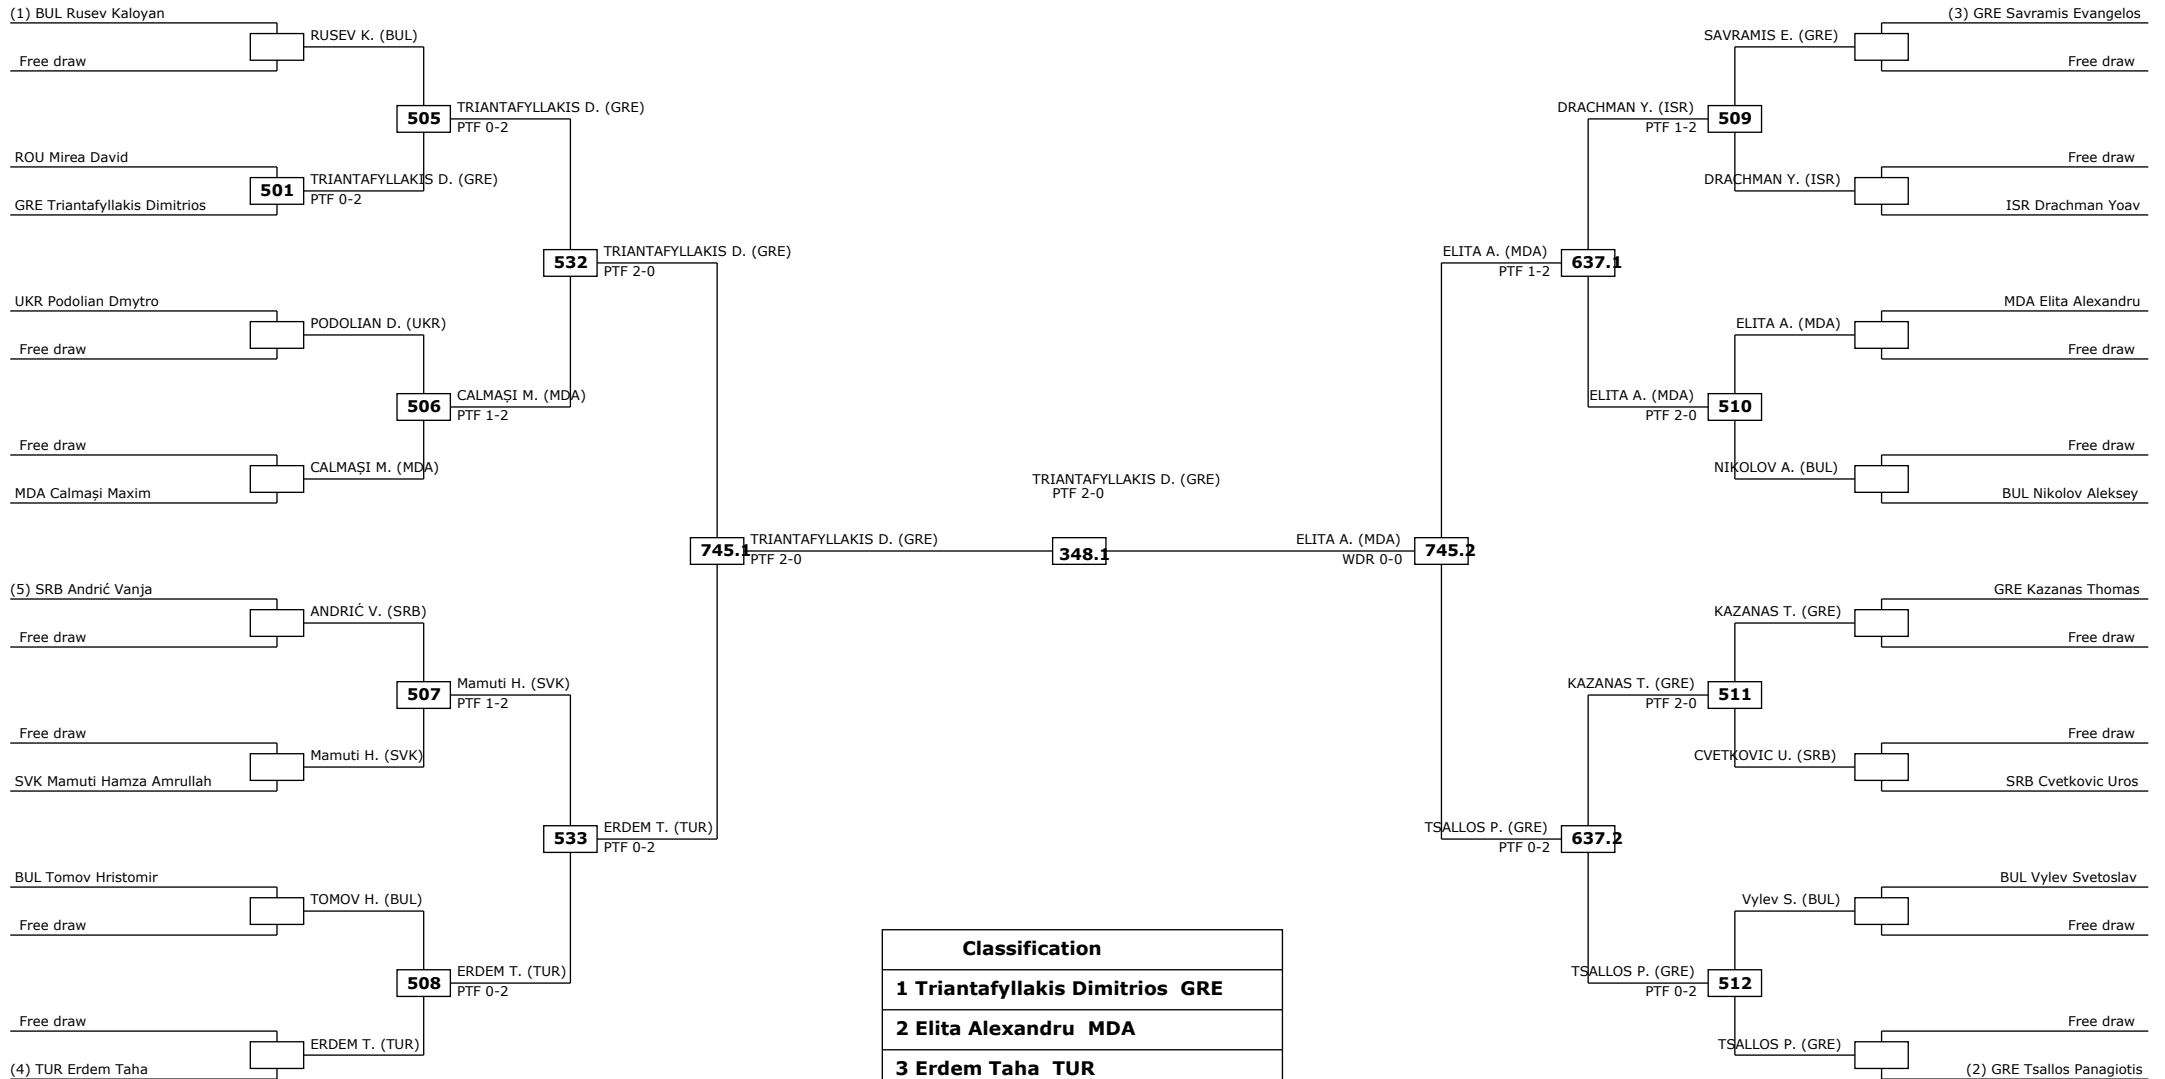 (1) BUL Rusev Kaloyan
RUSEV K. (BUL)
Free draw
TRIANTAFYLLAKIS D. (GRE)
505
PTF 0-2
ROU Mirea David
TRIANTAFYLLAKIS D. (GRE)
501
PTF 0-2
GRE Triantafyllakis Dimitrios
TRIANTAFYLLAKIS D. (GRE)
532
PTF 2-0
UKR Podolian Dmytro
PODOLIAN D. (UKR)
Free draw
CALMAȘI M. (MDA)
506
PTF 1-2
Free draw
CALMAȘI M. (MDA)
MDA Calmași Maxim
TRIANTAFYLLAKIS D. (GRE)
745.1
PTF 2-0
(5) SRB Andrić Vanja
ANDRIĆ V. (SRB)
Free draw
Mamuti H. (SVK)
507
PTF 1-2
Free draw
Mamuti H. (SVK)
SVK Mamuti Hamza Amrullah
ERDEM T. (TUR)
533
PTF 0-2
BUL Tomov Hristomir
TOMOV H. (BUL)
Free draw
ERDEM T. (TUR)
508
PTF 0-2
Free draw
ERDEM T. (TUR)
(4) TUR Erdem Taha
TRIANTAFYLLAKIS D. (GRE)
PTF 2-0
348.1
(3) GRE Savramis Evangelos
SAVRAMIS E. (GRE)
Free draw
DRACHMAN Y. (ISR)
509
PTF 1-2
Free draw
DRACHMAN Y. (ISR)
ISR Drachman Yoav
ELITA A. (MDA)
637.1
PTF 1-2
MDA Elita Alexandru
ELITA A. (MDA)
Free draw
ELITA A. (MDA)
510
PTF 2-0
Free draw
NIKOLOV A. (BUL)
BUL Nikolov Aleksey
ELITA A. (MDA)
745.2
WDR 0-0
GRE Kazanas Thomas
KAZANAS T. (GRE)
Free draw
KAZANAS T. (GRE)
511
PTF 2-0
Free draw
CVETKOVIC U. (SRB)
SRB Cvetkovic Uros
TSALLOS P. (GRE)
637.2
PTF 0-2
BUL Vylev Svetoslav
Vylev S. (BUL)
Free draw
TSALLOS P. (GRE)
512
PTF 0-2
Free draw
TSALLOS P. (GRE)
(2) GRE Tsallos Panagiotis
Classification
1 Triantafyllakis Dimitrios GRE
2 Elita Alexandru MDA
3 Erdem Taha TUR